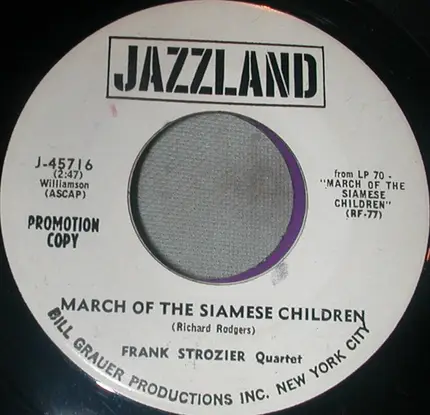 JAZZLAND
J-45716
(2:47)
Williamson
(ASCAP)
PROMOTION
COPY
from LP 70 -
"MARCH OF THE
SIAMESE
CHILDREN"
(RF-77)
MARCH OF THE SIAMESE CHILDREN
(Richard Rodgers)
FRANK STROZIER Quartet
BILL GRAUER PRODUCTIONS INC. NEW YORK CITY